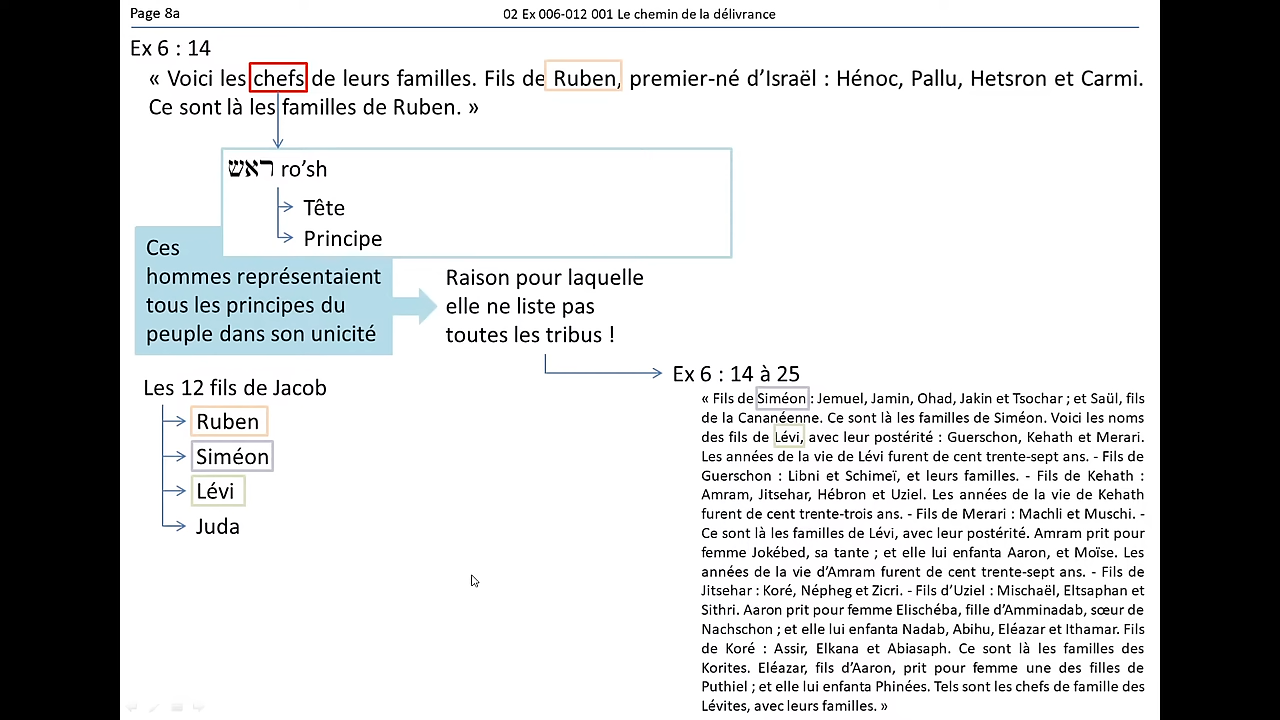 Page 8a
02 Ex 006-012 001 Le chemin de la délivrance
Ex 6 : 14
« Voici les chefs de leurs familles. Fils de Ruben, premier-né d’Israël : Hénoc, Pallu, Hetsron et Carmi.
Ce sont là les familles de Ruben. »
ראש ro’sh
Tête
Principe
Ces
hommes représentaient
tous les principes du
peuple dans son unicité
Raison pour laquelle
elle ne liste pas
toutes les tribus !
Les 12 fils de Jacob
Ruben
Siméon
Lévi
Juda
Ex 6 : 14 à 25
« Fils de Siméon : Jemuel, Jamin, Ohad, Jakin et Tsochar ; et Saül, fils
de la Cananéenne. Ce sont là les familles de Siméon. Voici les noms
des fils de Lévi, avec leur postérité : Guerschon, Kehath et Merari.
Les années de la vie de Lévi furent de cent trente-sept ans. - Fils de
Guerschon : Libni et Schimeï, et leurs familles. - Fils de Kehath :
Amram, Jitsehar, Hébron et Uziel. Les années de la vie de Kehath
furent de cent trente-trois ans. - Fils de Merari : Machli et Muschi. -
Ce sont là les familles de Lévi, avec leur postérité. Amram prit pour
femme Jokébed, sa tante ; et elle lui enfanta Aaron, et Moïse. Les
années de la vie d’Amram furent de cent trente-sept ans. - Fils de
Jitsehar : Koré, Népheg et Zicri. - Fils d’Uziel : Mischaël, Eltsaphan et
Sithri. Aaron prit pour femme Elischéba, fille d’Amminadab, sœur de
Nachschon ; et elle lui enfanta Nadab, Abihu, Eléazar et Ithamar. Fils
de Koré : Assir, Elkana et Abiasaph. Ce sont là les familles des
Korites. Eléazar, fils d’Aaron, prit pour femme une des filles de
Puthiel ; et elle lui enfanta Phinées. Tels sont les chefs de famille des
Lévites, avec leurs familles. »